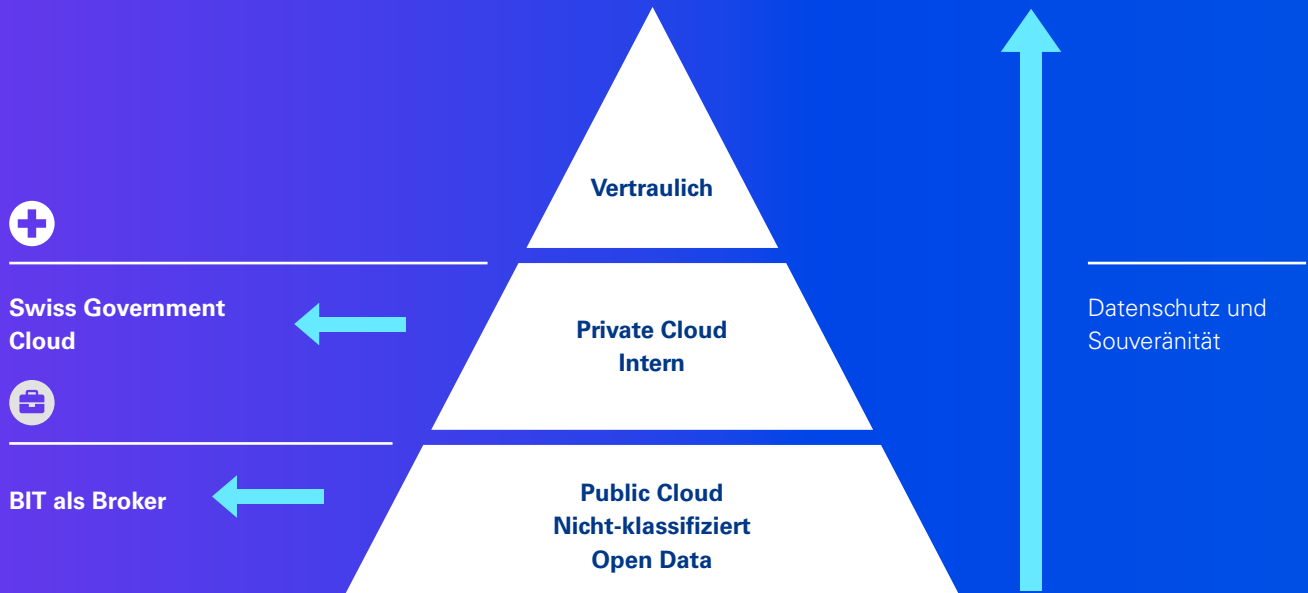 Vertraulich
Swiss Government
Cloud
Private Cloud
Intern
Datenschutz und
Souveränität
BIT als Broker
Public Cloud
Nicht-klassifiziert
Open Data